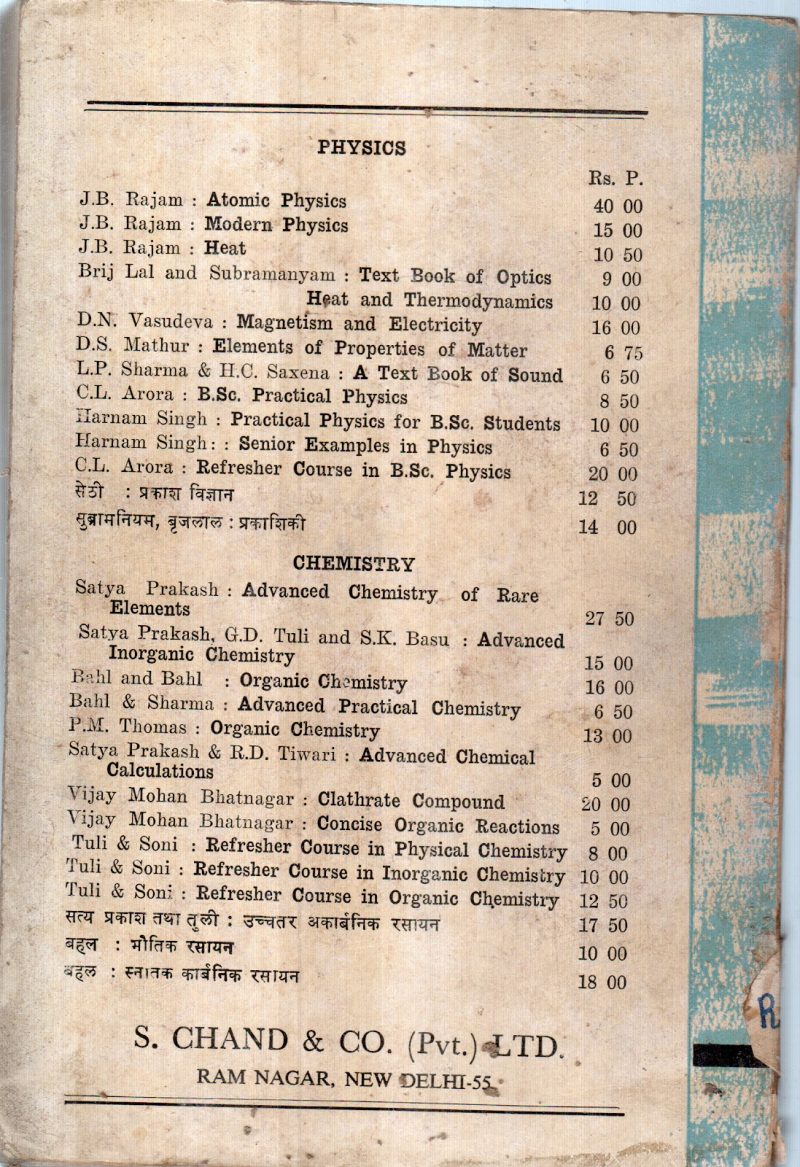 PHYSICS
Rs. P.
J.B. Rajam : Atomic Physics 40 00
J.B. Rajam : Modern Physics 15 00
J.B. Rajam : Heat 10 50
Brij Lal and Subramanyam : Text Book of Optics 9 00
Heat and Thermodynamics 10 00
D.N. Vasudeva : Magnetism and Electricity 16 00
D.S. Mathur : Elements of Properties of Matter 6 75
L.P. Sharma & H.C. Saxena : A Text Book of Sound 6 50
C.L. Arora : B.Sc. Practical Physics 8 50
Harnam Singh : Practical Physics for B.Sc. Students 10 00
Harnam Singh: : Senior Examples in Physics 6 50
C.L. Arora : Refresher Course in B.Sc. Physics 20 00
सेठी : प्रकाश विज्ञान 12 50
सुब्रामनियम, बृजलाल : प्रकाशिकी 14 00
CHEMISTRY
Satya Prakash : Advanced Chemistry of Rare
Elements 27 50
Satya Prakash, G.D. Tuli and S.K. Basu : Advanced
Inorganic Chemistry 15 00
Bahl and Bahl : Organic Chemistry 16 00
Bahl & Sharma : Advanced Practical Chemistry 6 50
P.M. Thomas : Organic Chemistry 13 00
Satya Prakash & R.D. Tiwari : Advanced Chemical
Calculations 5 00
Vijay Mohan Bhatnagar : Clathrate Compound 20 00
Vijay Mohan Bhatnagar : Concise Organic Reactions 5 00
Tuli & Soni : Refresher Course in Physical Chemistry 8 00
Tuli & Soni : Refresher Course in Inorganic Chemistry 10 00
Tuli & Soni : Refresher Course in Organic Chemistry 12 50
सत्य प्रकाश तथा तुली : उच्चतर अकार्बनिक रसायन 17 50
बहल : भौतिक रसायन 10 00
बहल : स्नातक कार्बनिक रसायन 18 00
S. CHAND & CO. (Pvt.) LTD.
RAM NAGAR, NEW DELHI-55
R